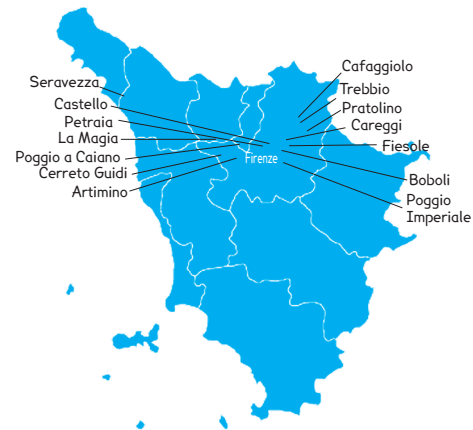 Seravezza
Castello
Petraia
La Magia
Poggio a Caiano
Cerreto Guidi
Artimino
Firenze
Cafaggiolo
Trebbio
Pratolino
Careggi
Fiesole
Boboli
Poggio
Imperiale